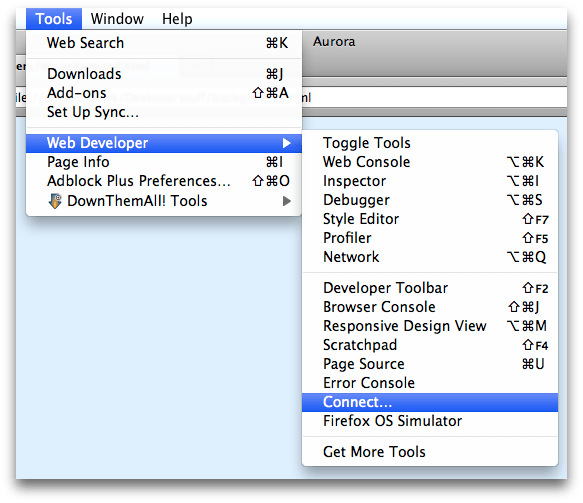 Tools Window Help
Aurora
Web Search ⌘K
Downloads ⌘J
Add-ons ⇧⌘A
Set Up Sync...
Web Developer ▶
Page Info ⌘I
Adblock Plus Preferences... ⇧⌘O
DownThemAll! Tools ▶
Toggle Tools
Web Console ⌥⌘K
Inspector ⌥⌘I
Debugger ⌥⌘S
Style Editor ⇧F7
Profiler ⇧F5
Network ⌥⌘Q
Developer Toolbar ⇧F2
Browser Console ⇧⌘J
Responsive Design View ⌥⌘M
Scratchpad ⇧F4
Page Source ⌘U
Error Console
Connect...
Firefox OS Simulator
Get More Tools